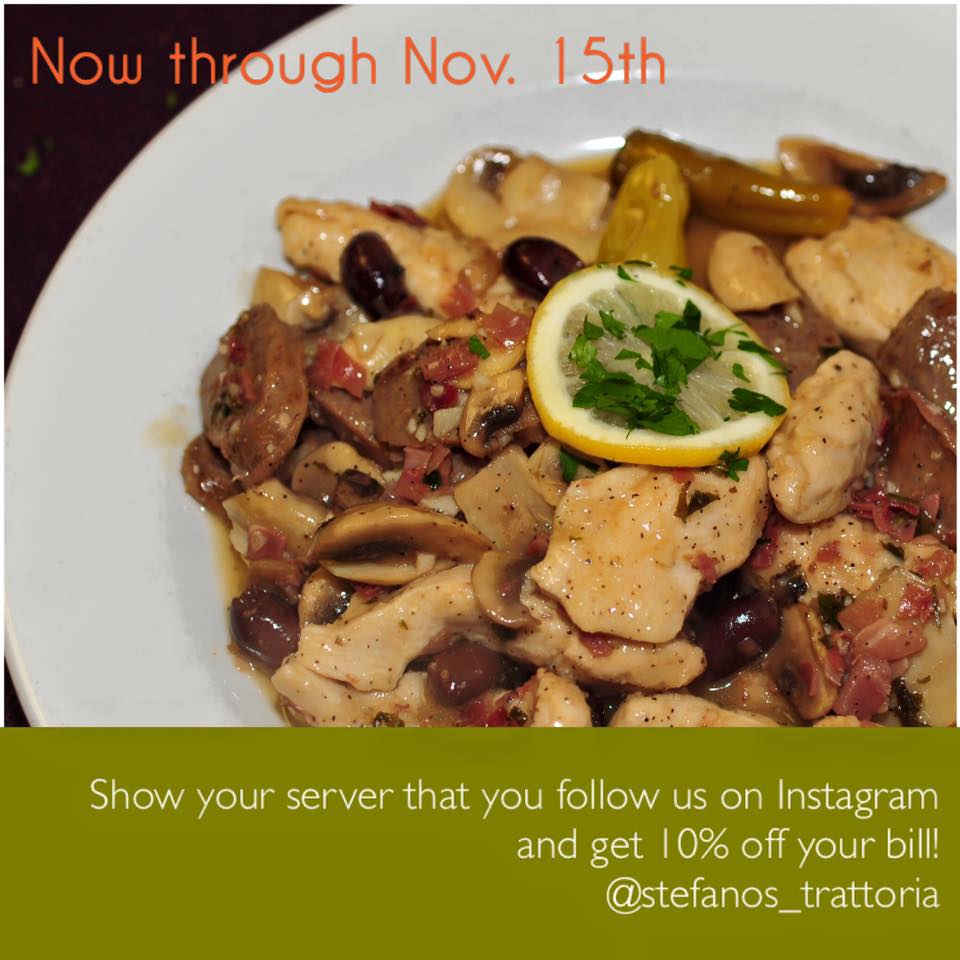 Now through Nov. 15th
Show your server that you follow us on Instagram
and get 10% off your bill!
@stefanos_trattoria